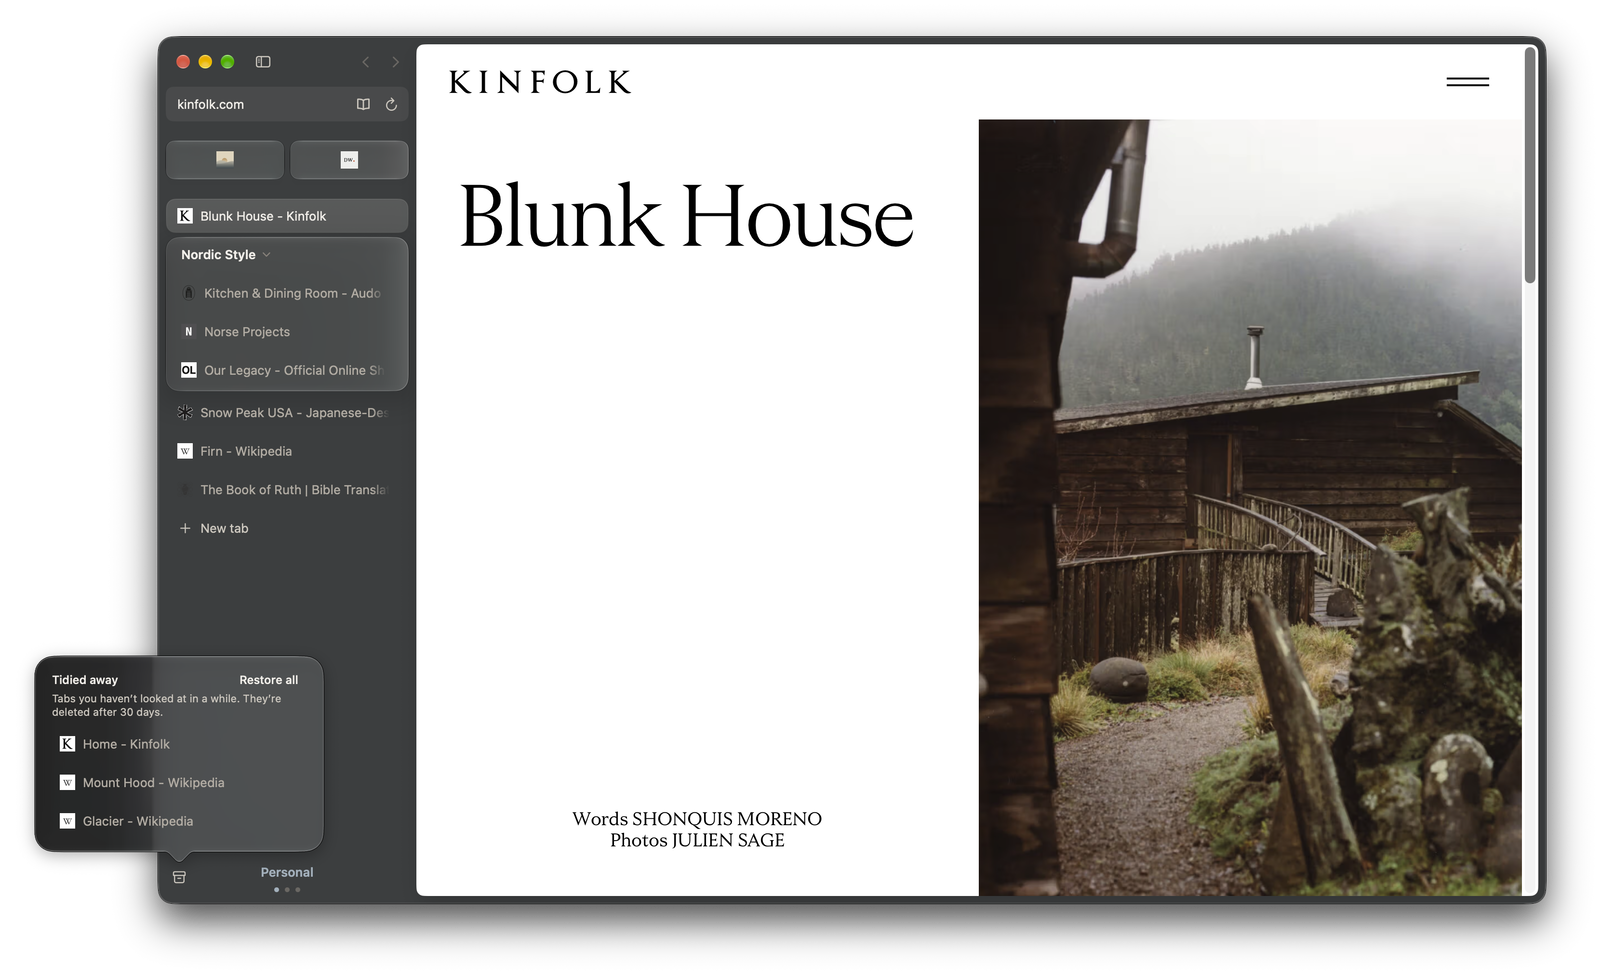 kinfolk.com
DW.
K Blunk House - Kinfolk
Nordic Style
Kitchen & Dining Room - Audo
N Norse Projects
OL Our Legacy - Official Online Sh
Snow Peak USA - Japanese-Des
W Firn - Wikipedia
The Book of Ruth | Bible Transla
+ New tab
Tidied away
Restore all
Tabs you haven’t looked at in a while. They’re
deleted after 30 days.
K Home - Kinfolk
W Mount Hood - Wikipedia
W Glacier - Wikipedia
Personal
KINFOLK
Blunk House
Words SHONQUIS MORENO
Photos JULIEN SAGE